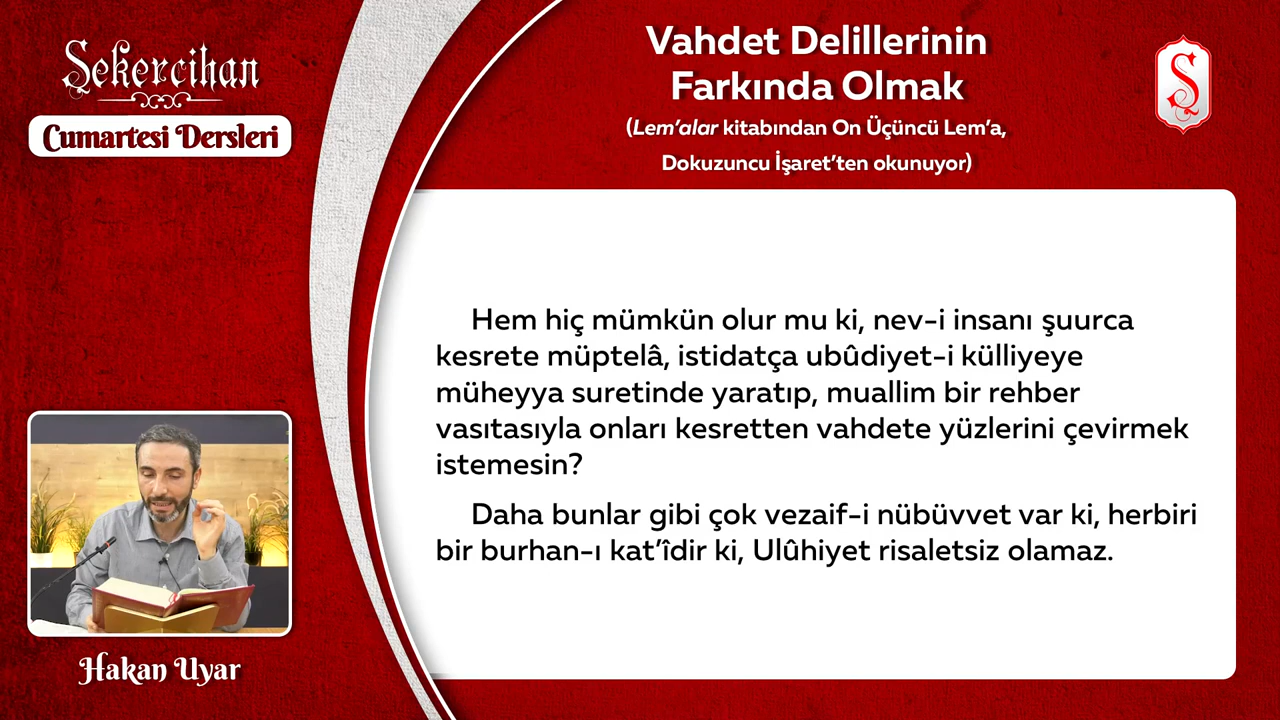 Şekercihan
Cumartesi Dersleri
Vahdet Delillerinin
Farkında Olmak
(Lem’alar kitabından On Üçüncü Lem’a,
Dokuzuncu İşaret’ten okunuyor)
Ş
Hem hiç mümkün olur mu ki, nev-i insanı şuurca
kesrete müptelâ, istidatça ubûdiyet-i külliyeye
müheyya suretinde yaratıp, muallim bir rehber
vasıtasıyla onları kesretten vahdete yüzlerini çevirmek
istemesin?
Daha bunlar gibi çok vezaif-i nübüvvet var ki, herbiri
bir burhan-ı kat’îdir ki, Ulûhiyet risaletsiz olamaz.
Hakan Uyar